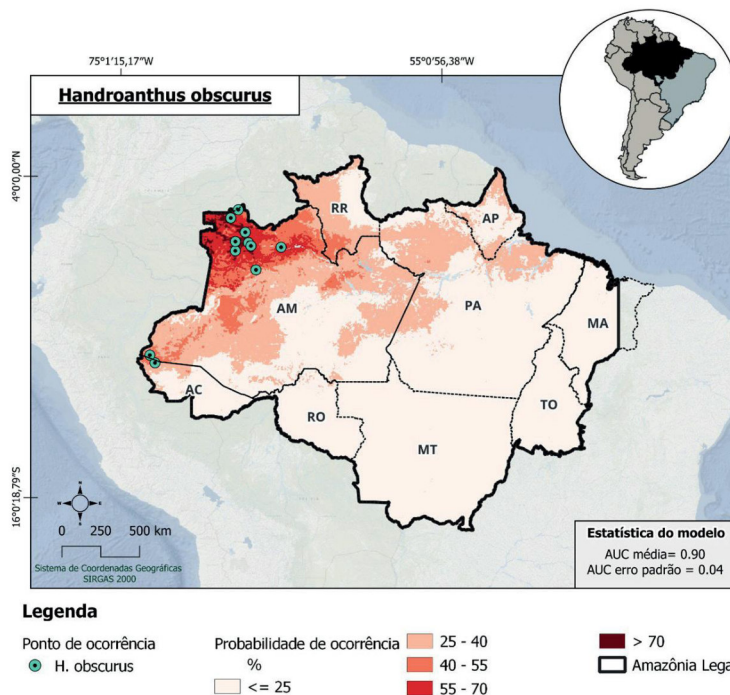 75°1'15,17"W
55°0'56,38"W
Handroanthus obscurus
4°0'0,00"N
RR
AP
AM
PA
MA
AC
RO
TO
MT
16°0'18,79"S
N
W
E
S
0 250 500 km
Sistema de Coordenadas Geográficas
SIRGAS 2000
Estatística do modelo
AUC média= 0.90
AUC erro padrão = 0.04
Legenda
Ponto de ocorrência
H. obscurus
Probabilidade de ocorrência
%
<= 25
25 - 40
40 - 55
55 - 70
> 70
Amazônia Lega